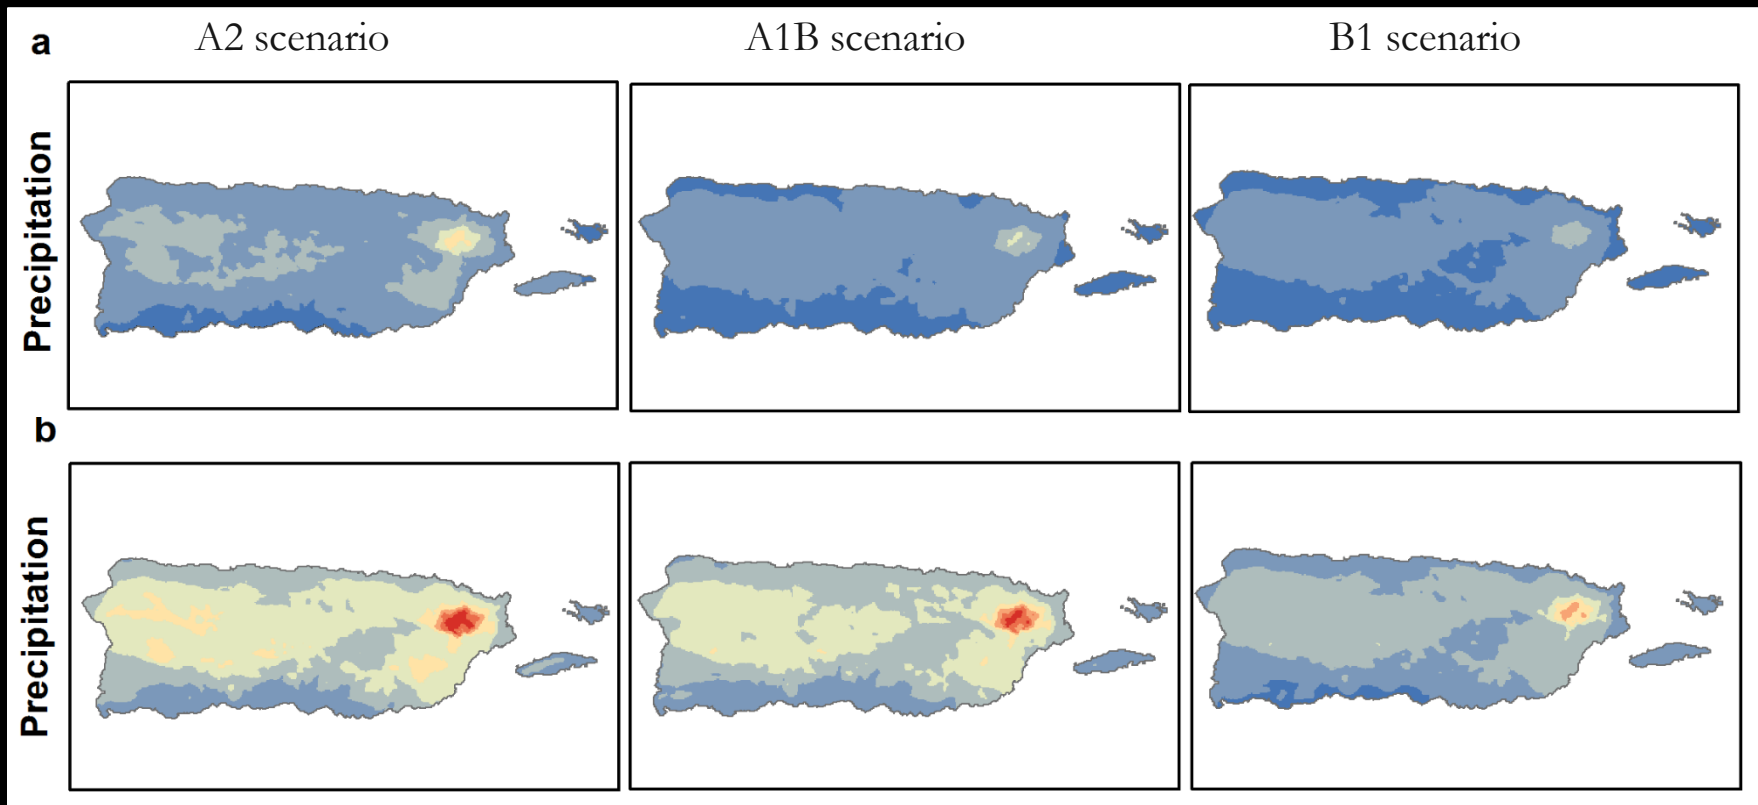 a
A2 scenario
A1B scenario
B1 scenario
Precipitation
b
Precipitation